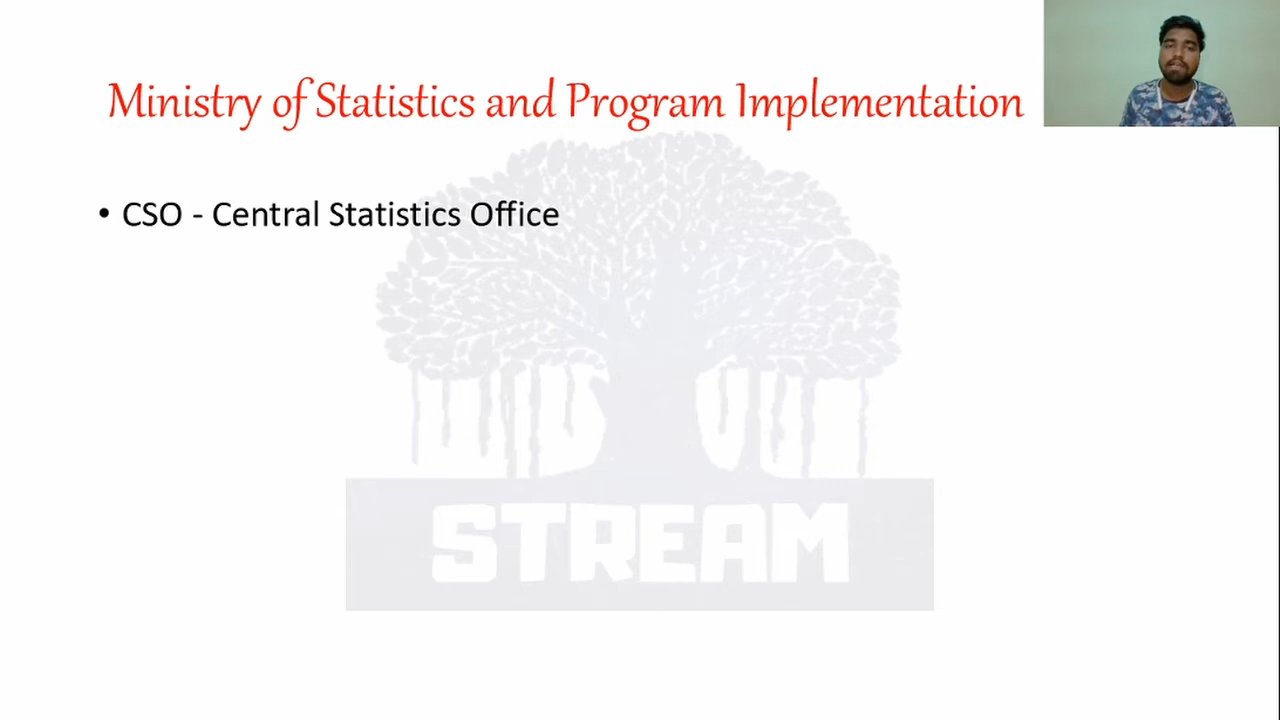 Ministry of Statistics and Program Implementation
• CSO - Central Statistics Office
STREAM